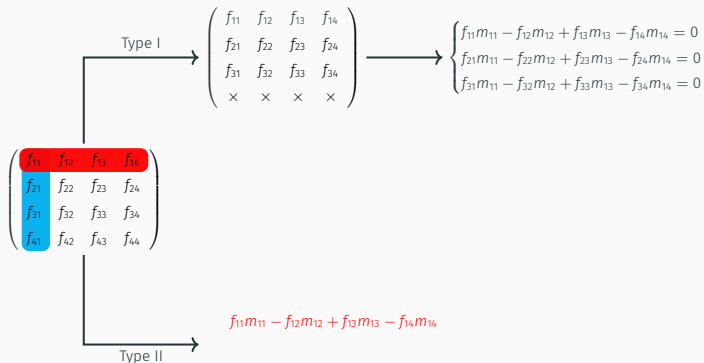 Type I
f₁₁ f₁₂ f₁₃ f₁₄
f₂₁ f₂₂ f₂₃ f₂₄
f₃₁ f₃₂ f₃₃ f₃₄
× × × ×
f₁₁m₁₁ − f₁₂m₁₂ + f₁₃m₁₃ − f₁₄m₁₄ = 0
f₂₁m₁₁ − f₂₂m₁₂ + f₂₃m₁₃ − f₂₄m₁₄ = 0
f₃₁m₁₁ − f₃₂m₁₂ + f₃₃m₁₃ − f₃₄m₁₄ = 0
f₁₁ f₁₂ f₁₃ f₁₄
f₂₁ f₂₂ f₂₃ f₂₄
f₃₁ f₃₂ f₃₃ f₃₄
f₄₁ f₄₂ f₄₃ f₄₄
f₁₁m₁₁ − f₁₂m₁₂ + f₁₃m₁₃ − f₁₄m₁₄
Type II